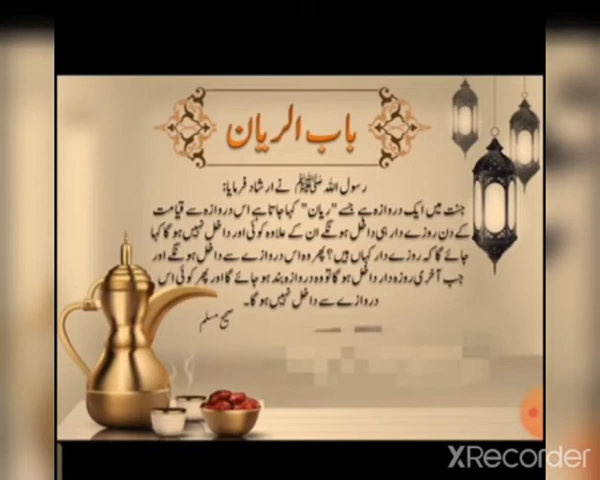 باب الریان
رسول اللہ ﷺ نے ارشاد فرمایا:
جنت میں ایک دروازہ ہے جسے "ریان" کہا جاتا ہے اس دروازہ سے قیامت
کے دن روزے دار ہی داخل ہونگے ان کے علاوہ کوئی اور داخل نہیں ہو گا کہا
جائے گا کہ روزے دار کہاں ہیں؟ پھر وہ اس دروازے سے داخل ہونگے اور
جب آخری روزہ دار داخل ہو گا تو وہ دروازہ بند ہو جائے گا اور پھر کوئی اس
دروازے سے داخل نہیں ہو گا۔
صحیح مسلم
XRecorder